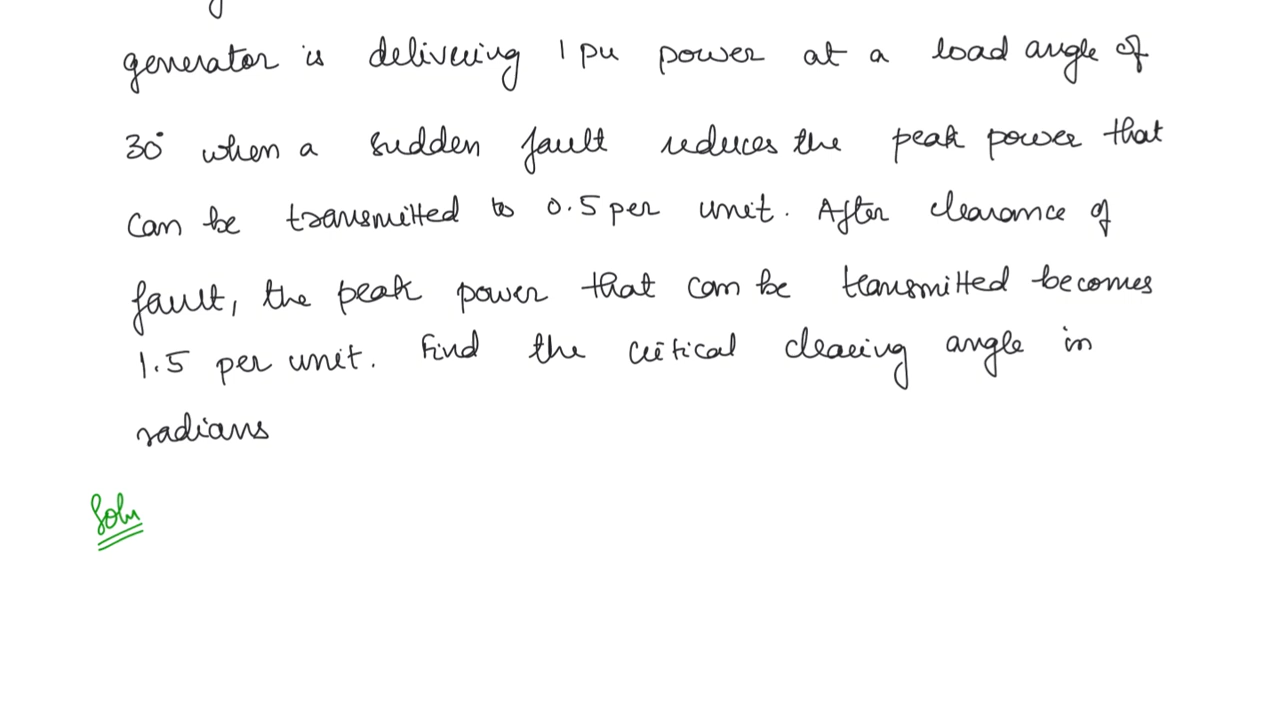 generator is delivering 1 pu power at a load angle of
30° when a sudden fault reduces the peak power that
can be transmitted to 0.5 per unit. After clearance of
fault, the peak power that can be transmitted becomes
1.5 per unit. Find the critical clearing angle in
radians
Soln